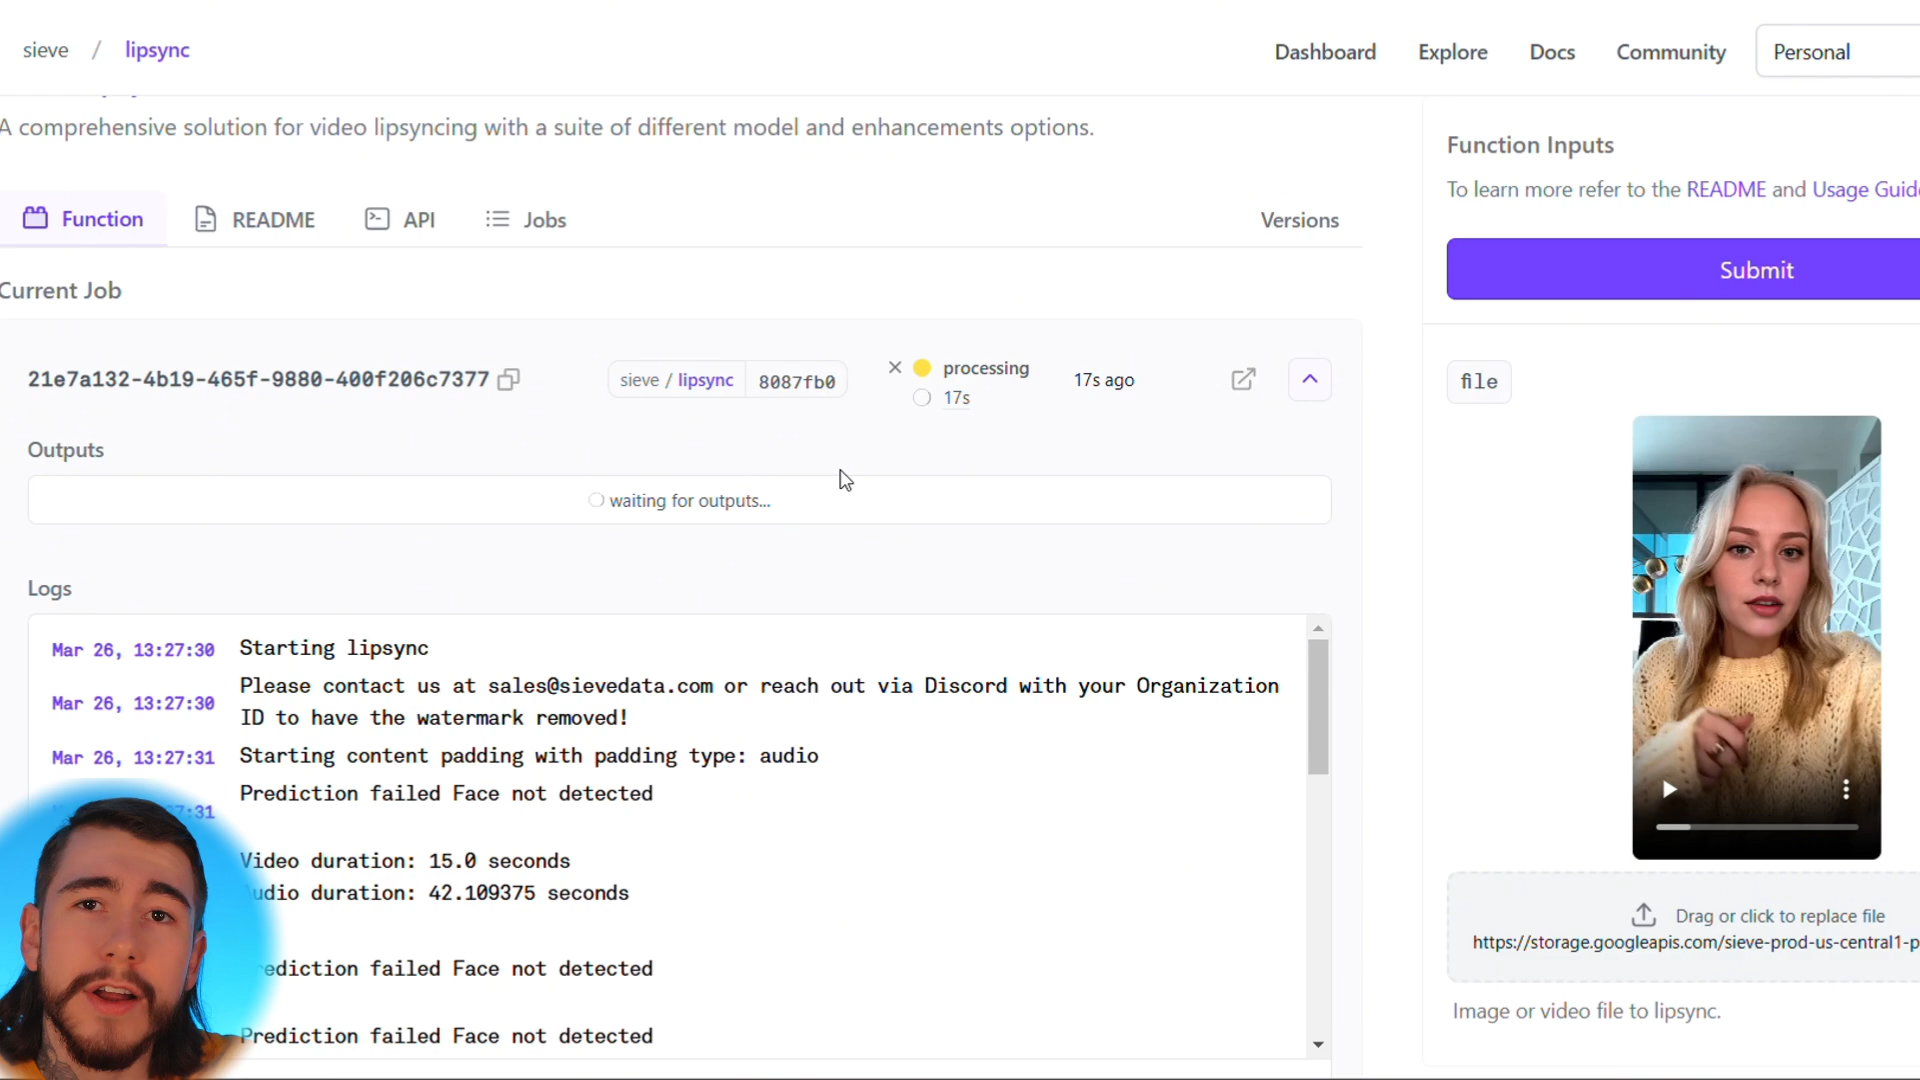 sieve / lipsync
Dashboard
Explore
Docs
Community
Personal
A comprehensive solution for video lipsyncing with a suite of different model and enhancements options.
Function
README
API
Jobs
Versions
Current Job
21e7a132-4b19-465f-9880-400f206c7377
sieve / lipsync 8087fb0
processing
17s
17s ago
Outputs
waiting for outputs...
Logs
Mar 26, 13:27:30 Starting lipsync
Mar 26, 13:27:30 Please contact us at sales@sievedata.com or reach out via Discord with your Organization
ID to have the watermark removed!
Mar 26, 13:27:31 Starting content padding with padding type: audio
Prediction failed Face not detected
7:31
Video duration: 15.0 seconds
udio duration: 42.109375 seconds
ediction failed Face not detected
Prediction failed Face not detected
Function Inputs
To learn more refer to the README and Usage Guid
Submit
file
Drag or click to replace file
https://storage.googleapis.com/sieve-prod-us-central1-p
Image or video file to lipsync.